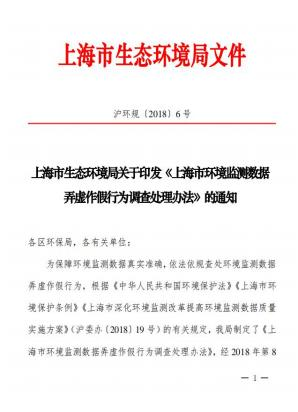 上海市生态环境局文件
沪环规〔2018〕6号
上海市生态环境局关于印发《上海市环境监测数据
弄虚作假行为调查处理办法》的通知
各区环保局，各有关单位：
为保障环境监测数据真实准确，依法依规查处环境监测数据
弄虚作假行为，根据《中华人民共和国环境保护法》《上海市环
境保护条例》《上海市深化环境监测改革提高环境监测数据质量
实施方案》（沪委办〔2018〕19号）的有关规定，我局制定了《上
海市环境监测数据弄虚作假行为调查处理办法》，经2018年第8
— 1 —